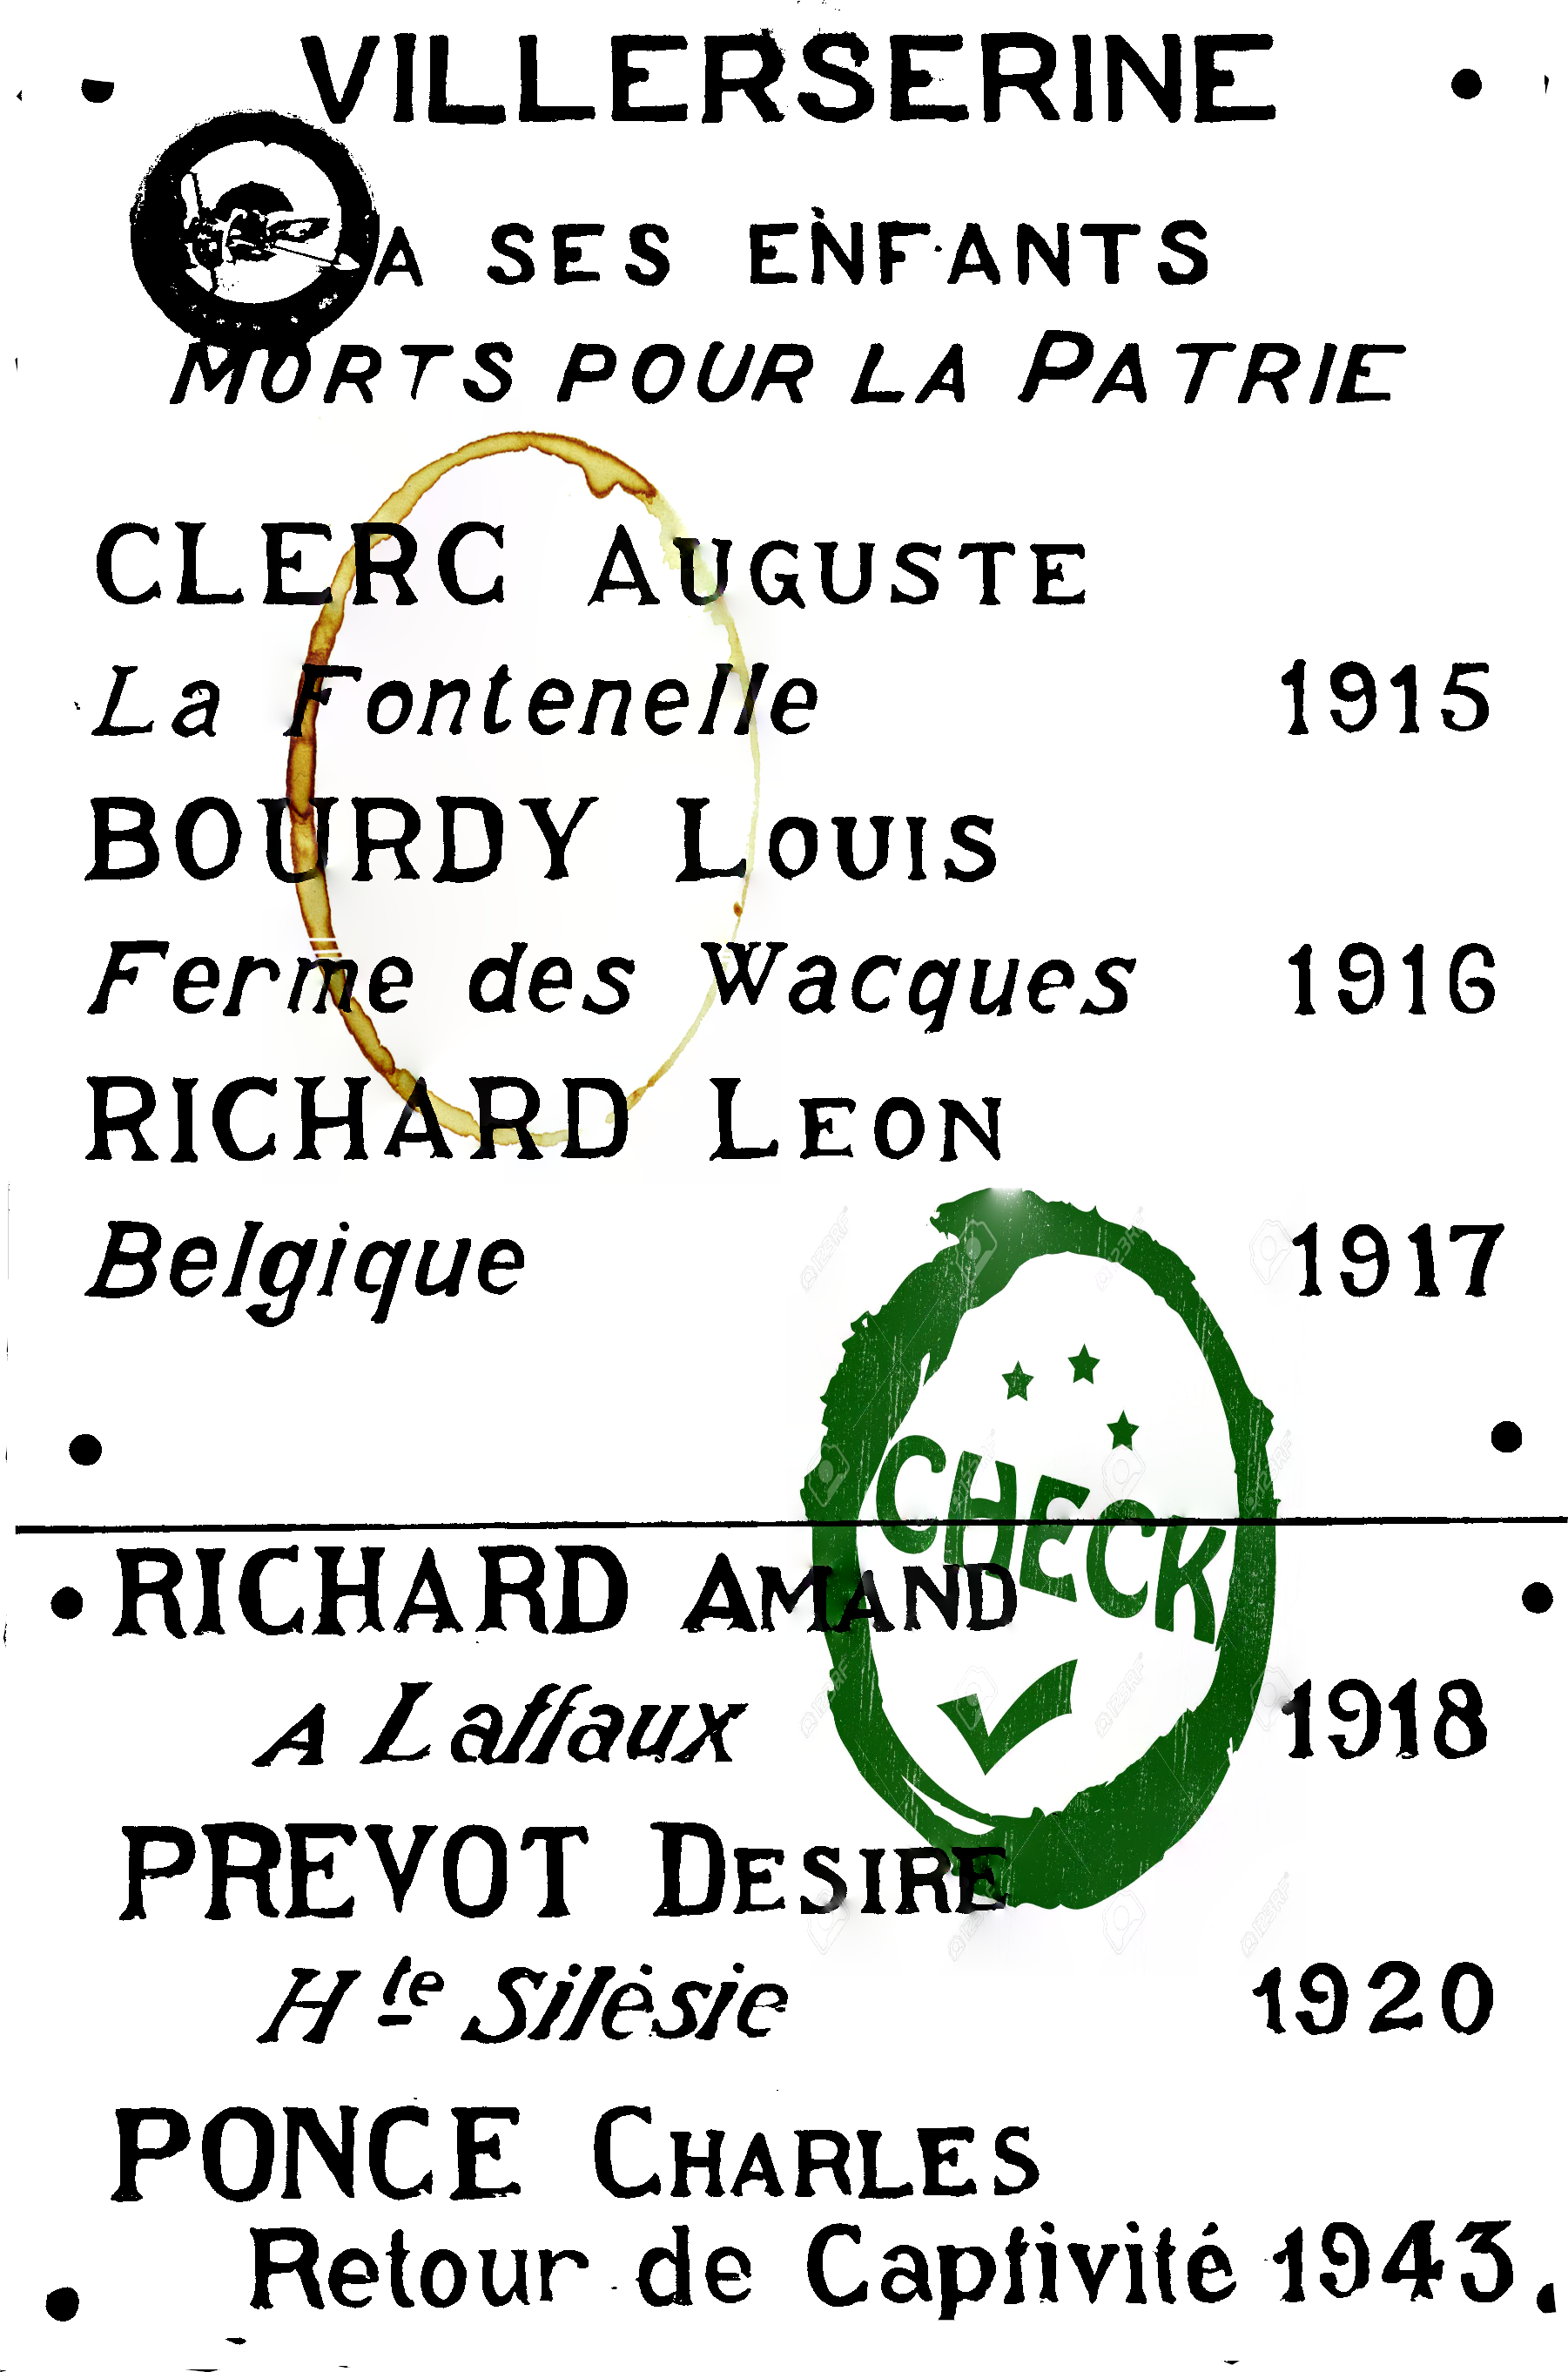 VILLERSERINE
A SES ENFANTS
MORTS POUR LA PATRIE
CLERC AUGUSTE
La Fontenelle 1915
BOURDY LOUIS
Ferme des Wacques 1916
RICHARD LEON
Belgique 1917
CHECK
RICHARD AMAND
A Laffaux 1918
PREVOT DESIRE
Hte Silésie 1920
PONCE CHARLES
Retour de Captivité 1943